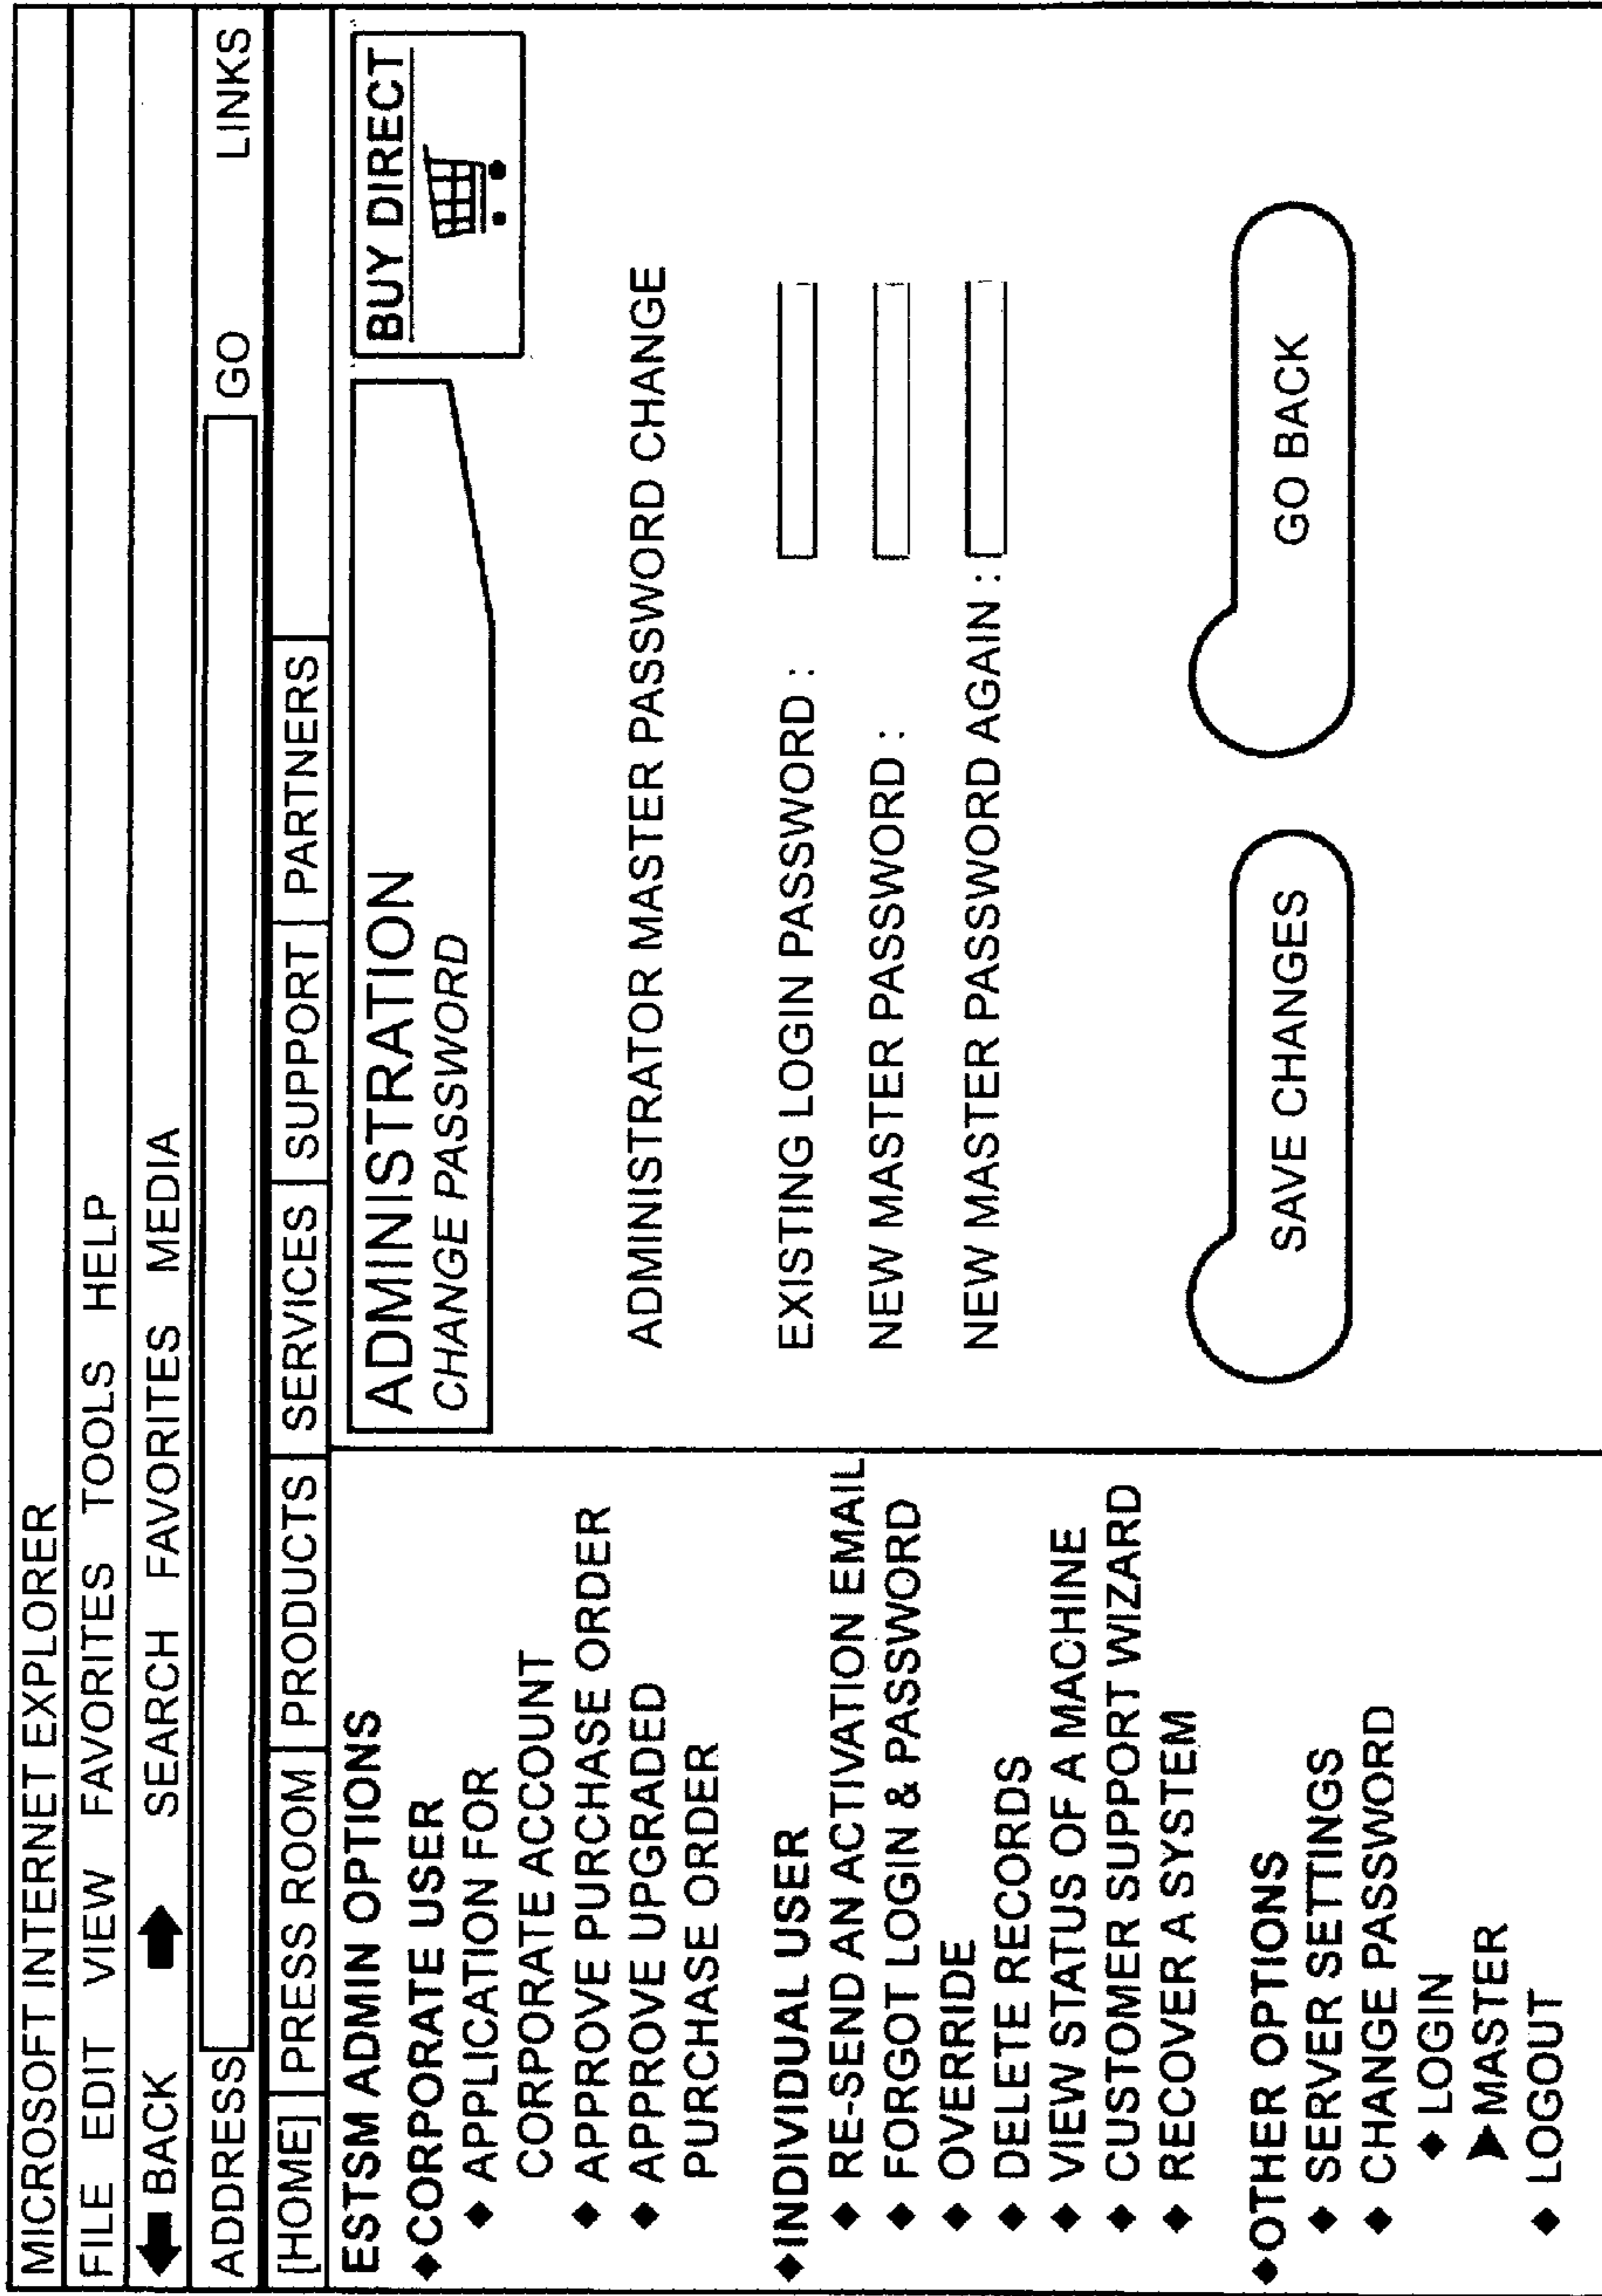 MICROSOFT INTERNET EXPLORER
FILE EDIT VIEW FAVORITES TOOLS HELP
BACK SEARCH FAVORITES MEDIA
ADDRESS GO LINKS
[HOME] PRESS ROOM PRODUCTS SERVICES SUPPORT PARTNERS
ESTSM ADMIN OPTIONS
◆CORPORATE USER
◆ APPLICATION FOR
CORPORATE ACCOUNT
◆ APPROVE PURCHASE ORDER
◆ APPROVE UPGRADED
PURCHASE ORDER
◆INDIVIDUAL USER
◆ RE-SEND AN ACTIVATION EMAIL
◆ FORGOT LOGIN & PASSWORD
◆ OVERRIDE
◆ DELETE RECORDS
◆ VIEW STATUS OF A MACHINE
◆ CUSTOMER SUPPORT WIZARD
◆ RECOVER A SYSTEM
◆OTHER OPTIONS
◆ SERVER SETTINGS
◆ CHANGE PASSWORD
◆ LOGIN
➤MASTER
◆ LOGOUT
ADMINISTRATION
CHANGE PASSWORD
BUY DIRECT
ADMINISTRATOR MASTER PASSWORD CHANGE
EXISTING LOGIN PASSWORD :
NEW MASTER PASSWORD :
NEW MASTER PASSWORD AGAIN :
SAVE CHANGES
GO BACK